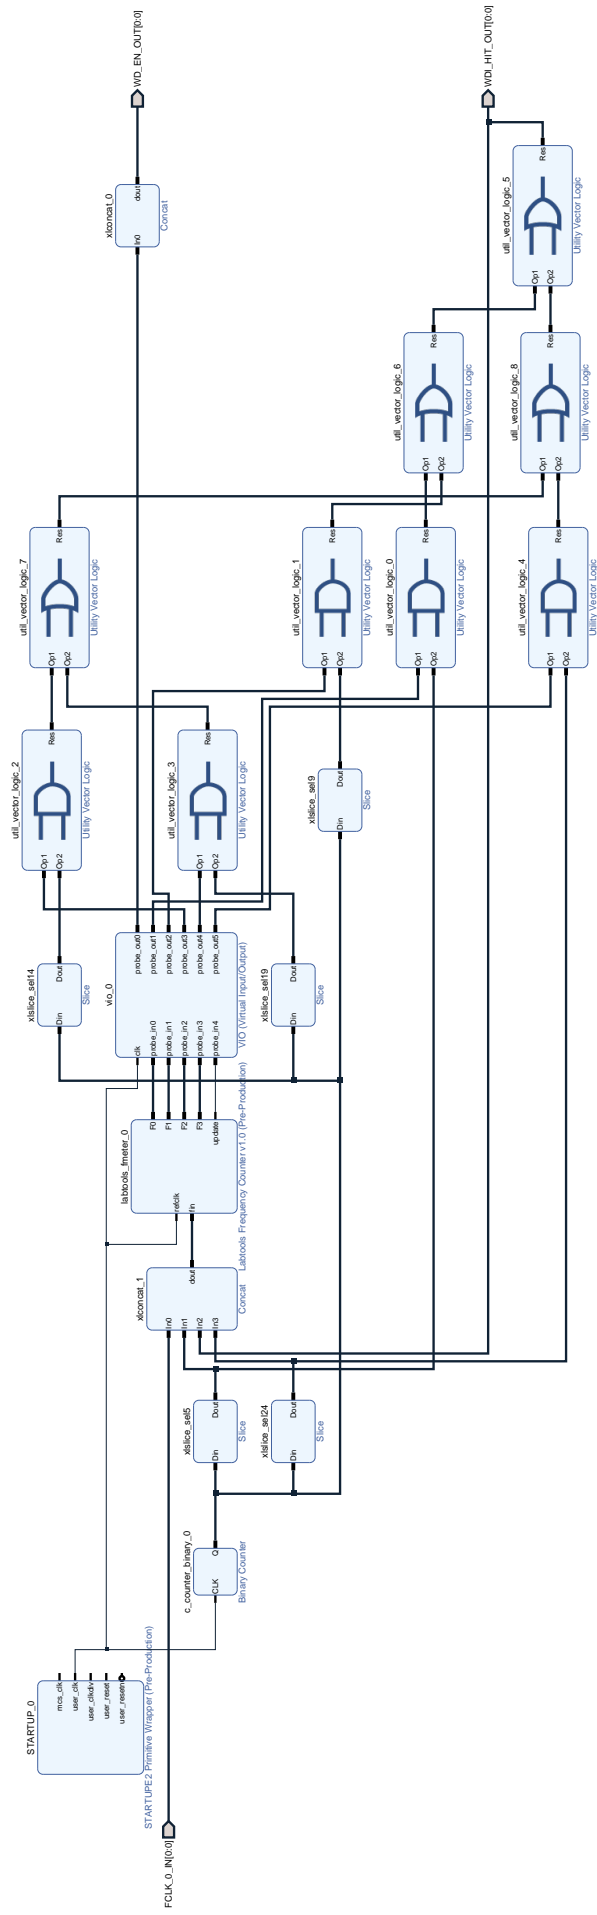 WD_EN_OUT[0:0]
WDI_HIT_OUT[0:0]
xlconcat_0
dout
In0
Concat
util_vector_logic_5
Res
Op1
Op2
Utility Vector Logic
util_vector_logic_6
Res
Op1
Op2
Utility Vector Logic
util_vector_logic_8
Res
Op1
Op2
Utility Vector Logic
util_vector_logic_7
Res
Op1
Op2
Utility Vector Logic
util_vector_logic_1
Res
Op1
Op2
Utility Vector Logic
util_vector_logic_0
Res
Op1
Op2
Utility Vector Logic
util_vector_logic_4
Res
Op1
Op2
Utility Vector Logic
util_vector_logic_2
Res
Op1
Op2
Utility Vector Logic
util_vector_logic_3
Res
Op1
Op2
Utility Vector Logic
xlslice_sel9
Dout
Din
Slice
xlslice_sel14
Dout
Din
Slice
vio_0
probe_out0
probe_out1
probe_out2
probe_out3
probe_out4
probe_out5
clk
probe_in0
probe_in1
probe_in2
probe_in3
probe_in4
VIO (Virtual Input/Output)
xlslice_sel19
Dout
Din
Slice
labtools_fmeter_0
F0
F1
F2
F3
update
refclk
fin
Labtools Frequency Counter v1.0 (Pre-Production)
xlconcat_1
dout
In0
In1
In2
In3
Concat
xlslice_sel5
Dout
Din
Slice
xlslice_sel24
Dout
Din
Slice
c_counter_binary_0
Q
CLK
Binary Counter
STARTUP_0
mcs_clk
user_clk
user_clkdiv
user_reset
user_resetn
STARTUPE2 Primitive Wrapper (Pre-Production)
FCLK_0_IN[0:0]